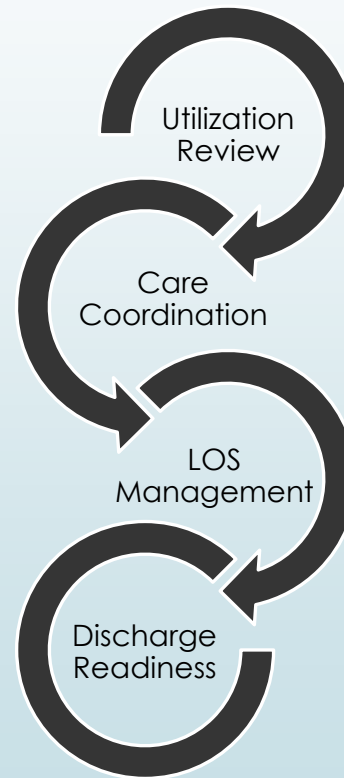 Utilization
Review
Care
Coordination
LOS
Management
Discharge
Readiness